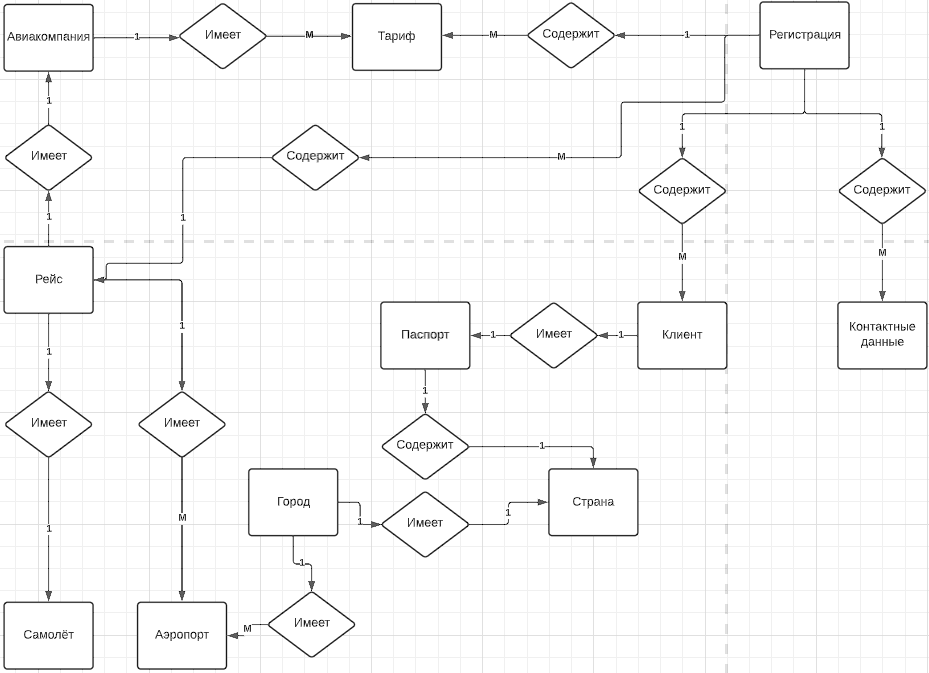 Авиакомпания
1
Имеет
М
Тариф
М
Содержит
1
Регистрация
1
Имеет
1
Содержит
М
1
1
Содержит
Содержит
1
М
М
Рейс
1
1
Паспорт
1
Имеет
1
Клиент
Контактные
данные
1
Имеет
Имеет
Содержит
1
Город
1
Имеет
1
Страна
1
М
1
Имеет
М
Самолёт
Аэропорт